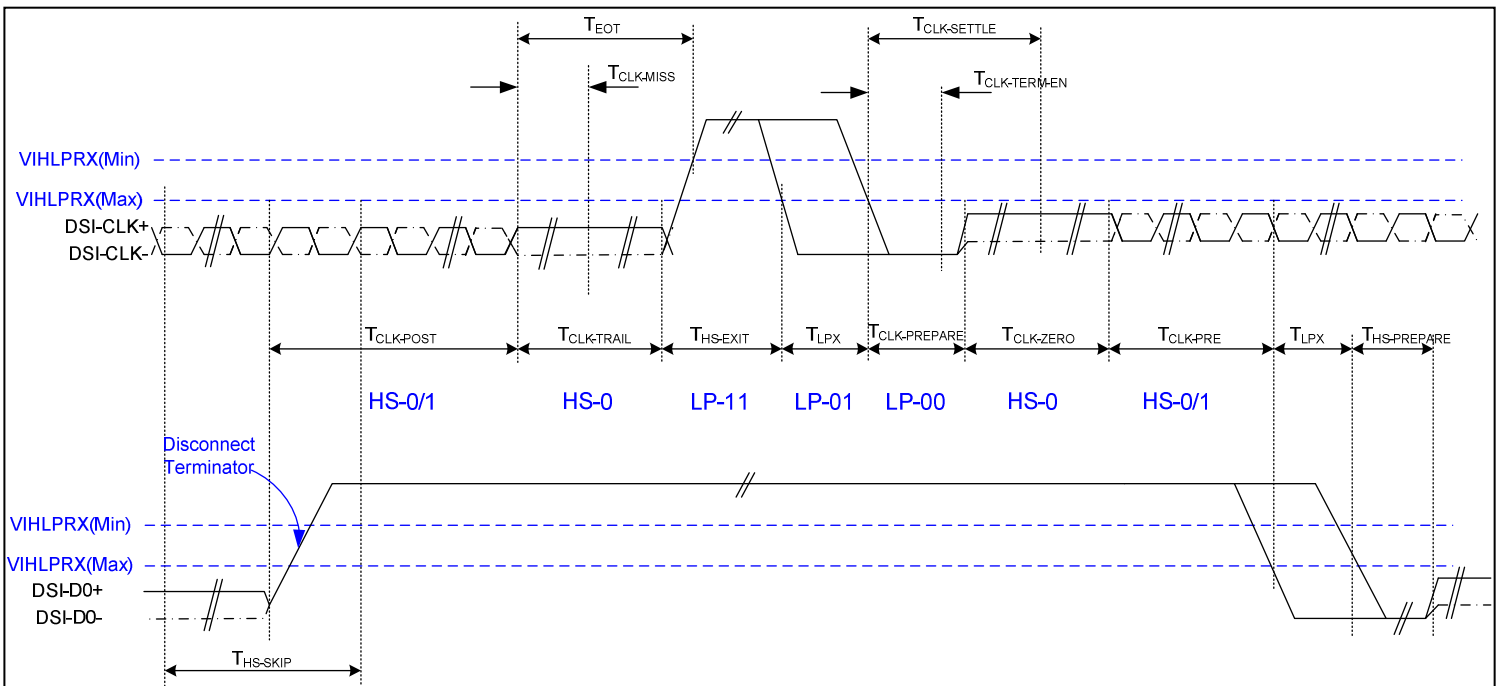 TEOT
TCLK-SETTLE
TCLK-MISS
TCLK-TERM-EN
VIHLPRX(Min)
VIHLPRX(Max)
DSI-CLK+
DSI-CLK-
TCLK-POST
TCLK-TRAIL
THS-EXIT
TLPX
TCLK-PREPARE
TCLK-ZERO
TCLK-PRE
TLPX
THS-PREPARE
HS-0/1
HS-0
LP-11
LP-01
LP-00
HS-0
HS-0/1
Disconnect
Terminator
VIHLPRX(Min)
VIHLPRX(Max)
DSI-D0+
DSI-D0-
THS-SKIP